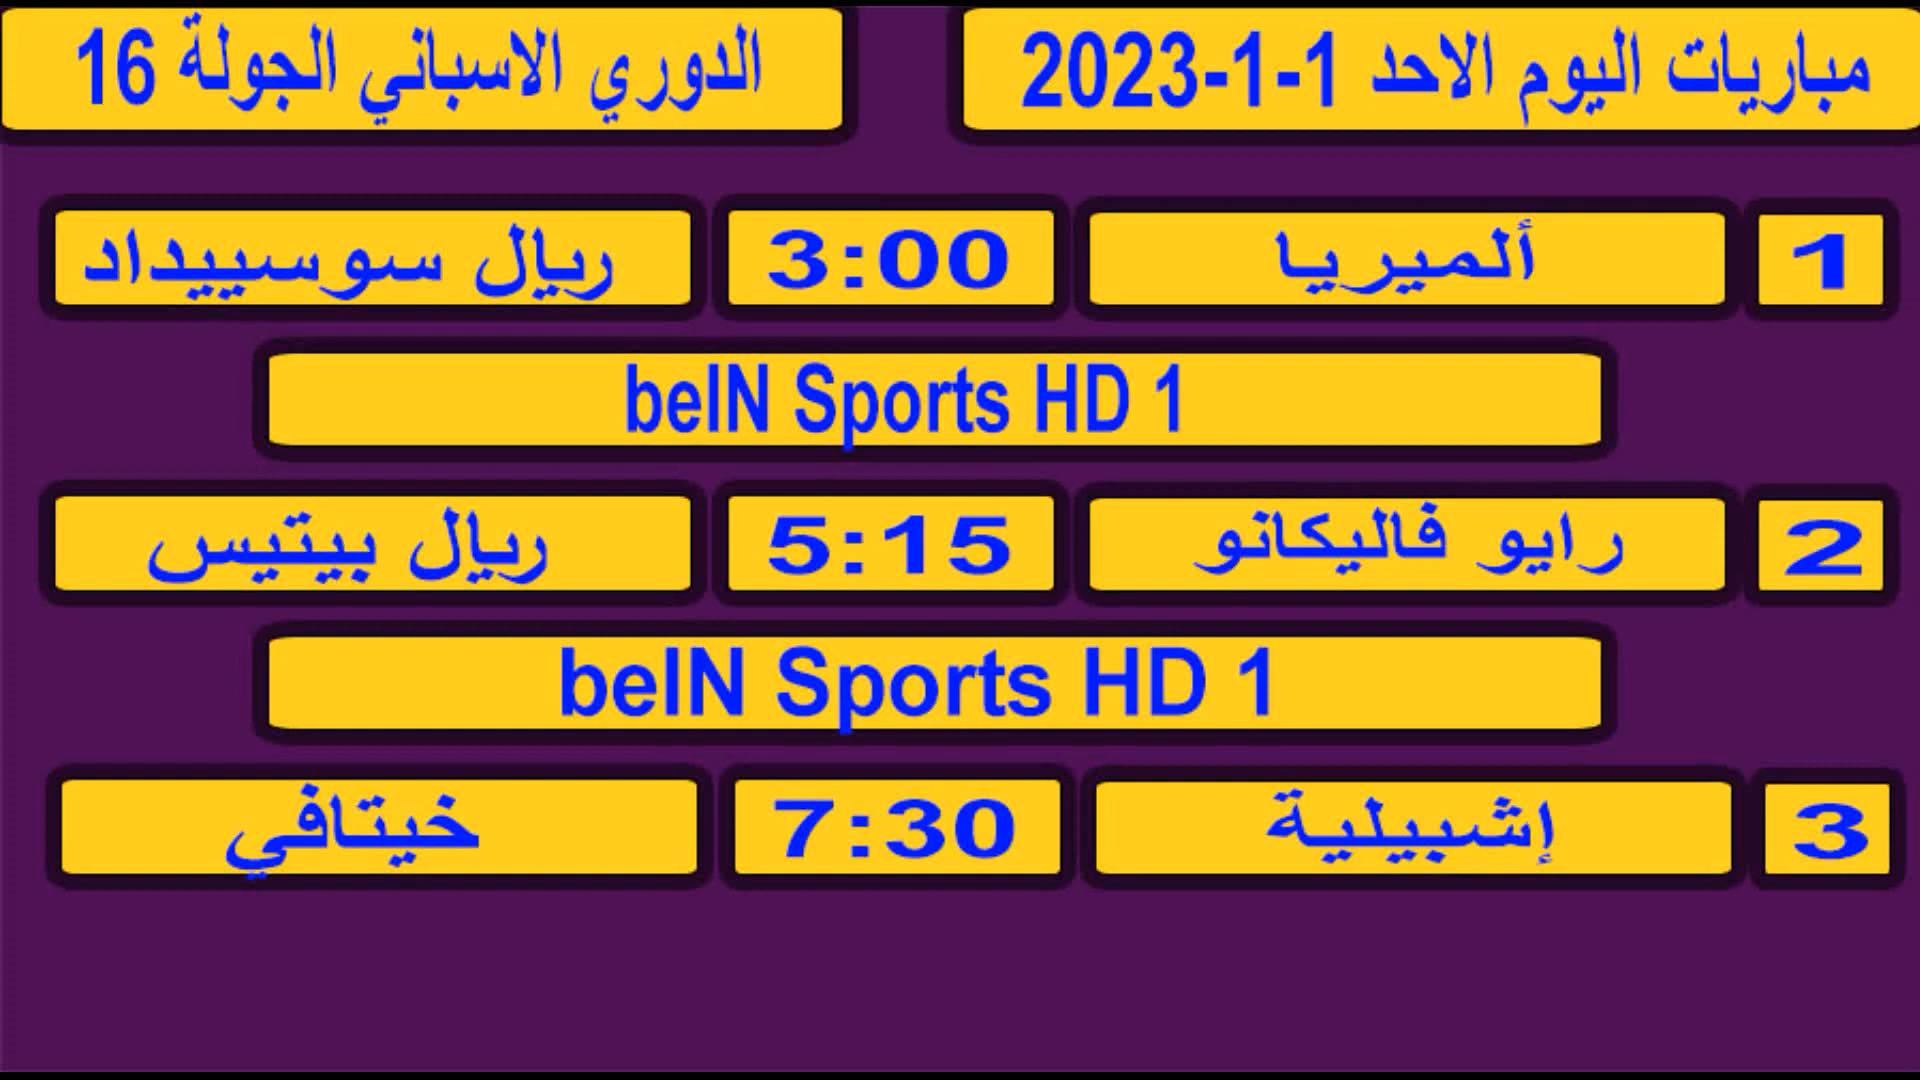 مباريات اليوم الاحد 1-1-2023
الدوري الاسباني الجولة 16
1 ألميريا 3:00 ريال سوسييداد
beIN Sports HD 1
2 رايو فاليكانو 5:15 ريال بيتيس
beIN Sports HD 1
3 إشبيلية 7:30 خيتافي